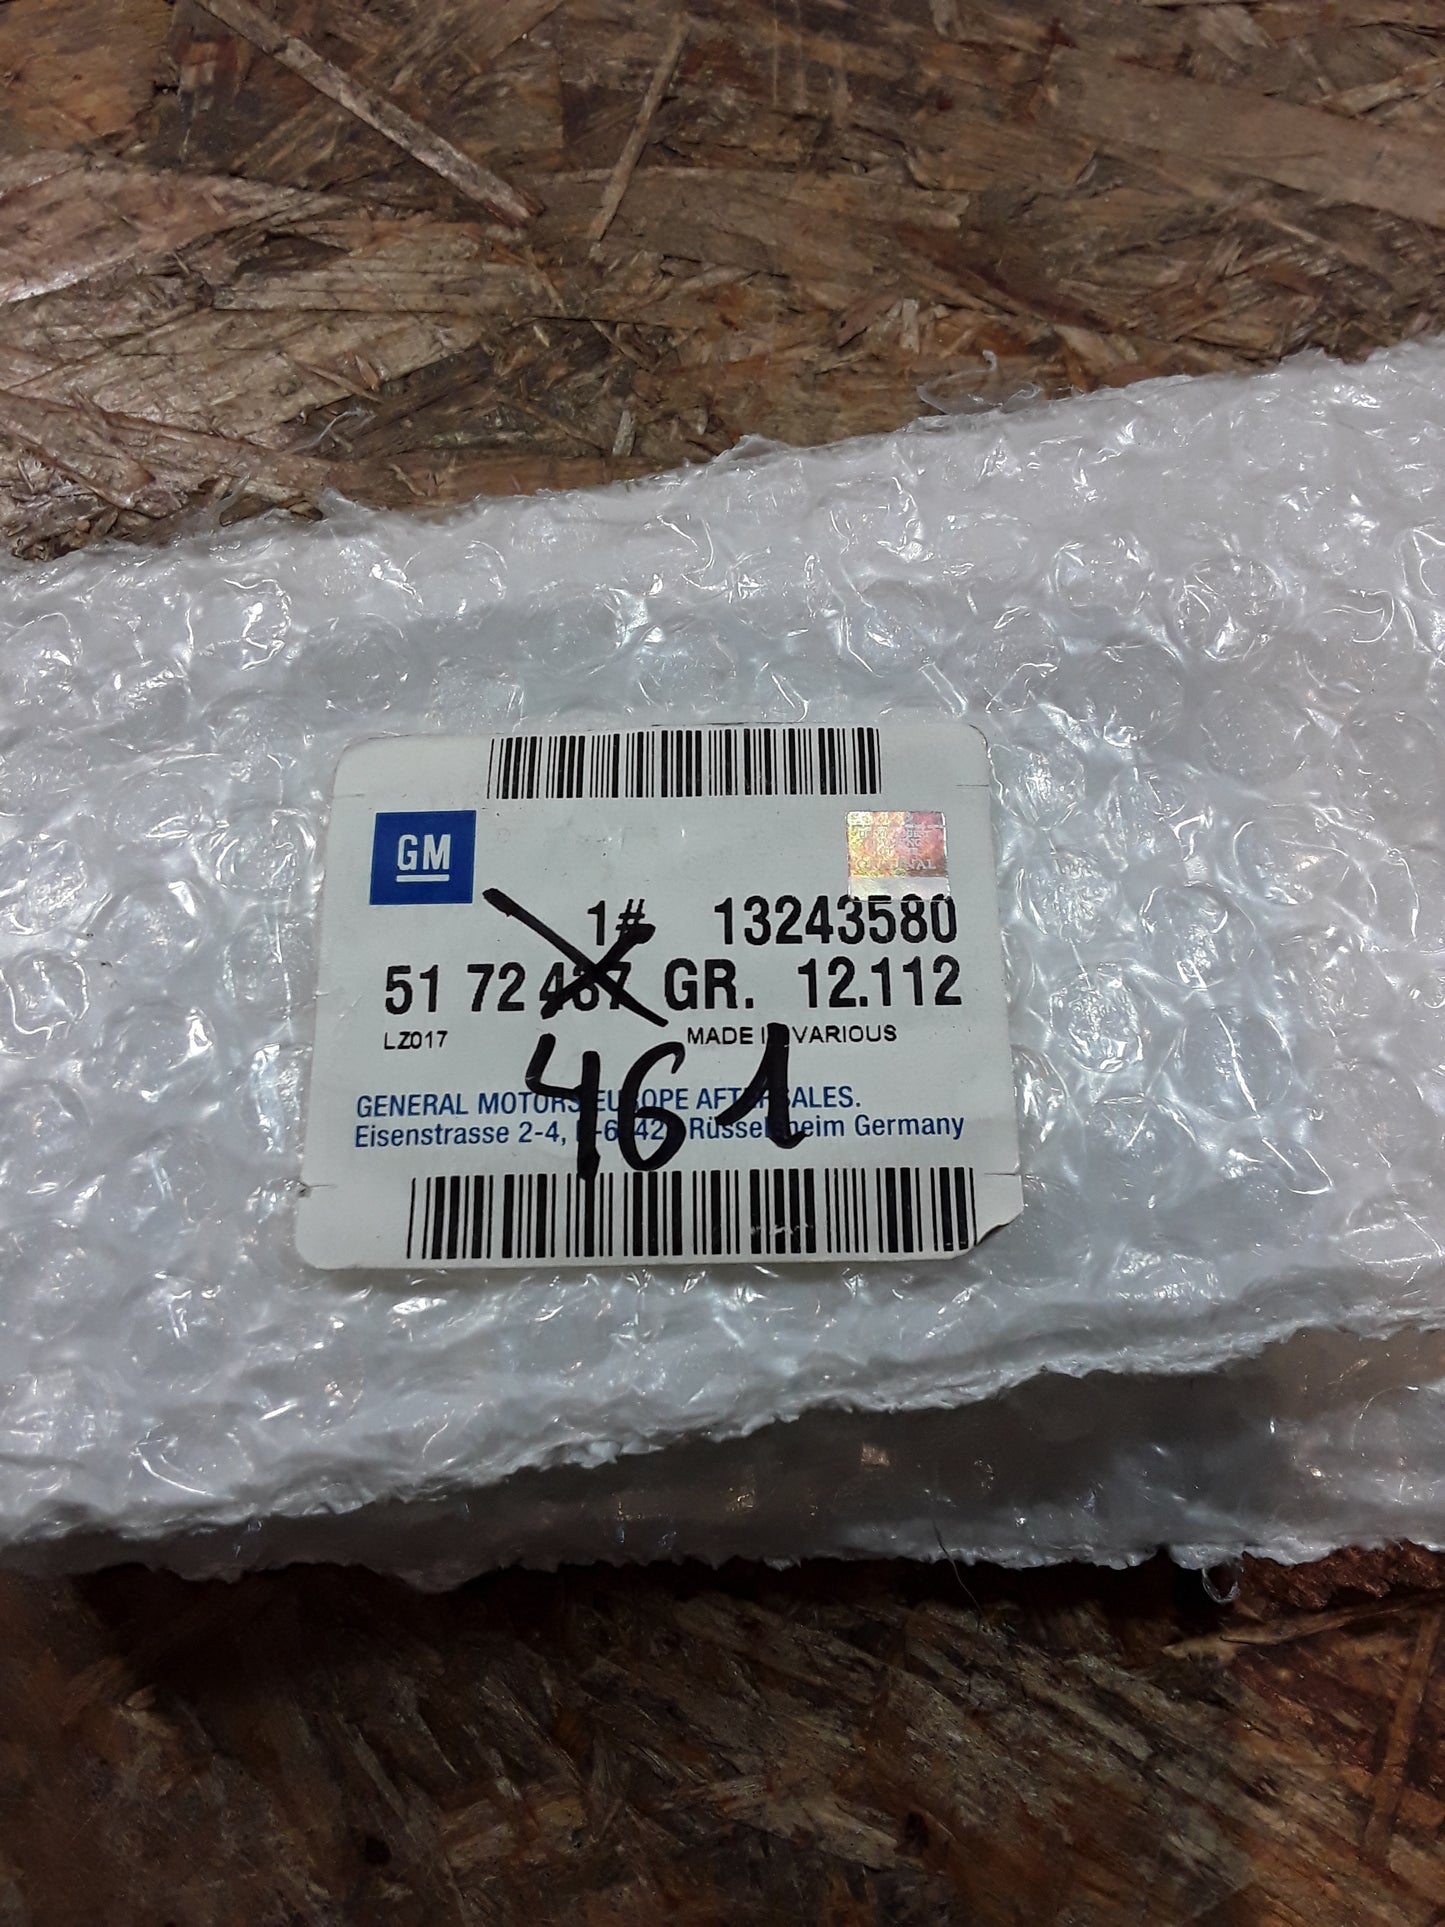 GM
1# 13243580
51 72 437 GR. 12.112
LZ017 MADE IN VARIOUS
461
GENERAL MOTORS EUROPE AFTERSALES.
Eisenstrasse 2-4, Rüsselsheim Germany